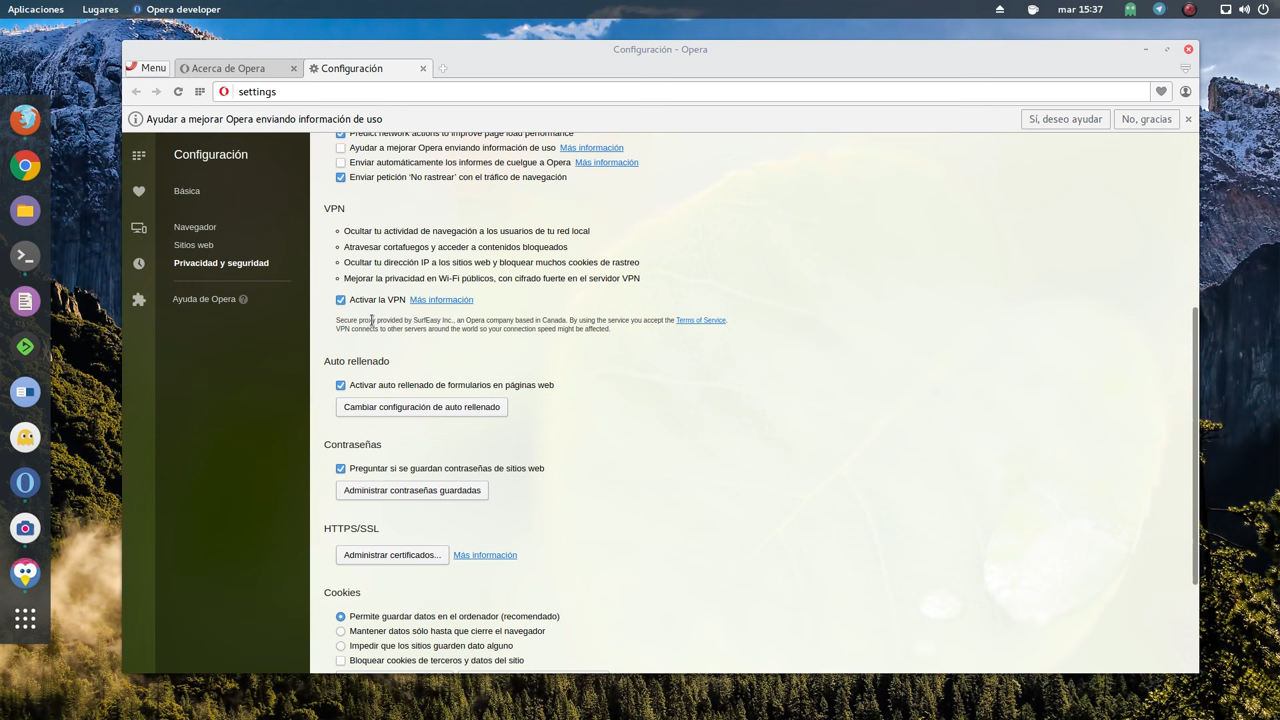 Aplicaciones Lugares Opera developer mar 15:37
Configuración - Opera
Menu Acerca de Opera Configuración
settings
Ayudar a mejorar Opera enviando información de uso Sí, deseo ayudar No, gracias
Configuración
Básica
Navegador
Sitios web
Privacidad y seguridad
Ayuda de Opera
Predict network actions to improve page load performance
Ayudar a mejorar Opera enviando información de uso Más información
Enviar automáticamente los informes de cuelgue a Opera Más información
Enviar petición ‘No rastrear’ con el tráfico de navegación
VPN
Ocultar tu actividad de navegación a los usuarios de tu red local
Atravesar cortafuegos y acceder a contenidos bloqueados
Ocultar tu dirección IP a los sitios web y bloquear muchos cookies de rastreo
Mejorar la privacidad en Wi-Fi públicos, con cifrado fuerte en el servidor VPN
Activar la VPN Más información
Secure proxy provided by SurfEasy Inc., an Opera company based in Canada. By using the service you accept the Terms of Service.
VPN connects to other servers around the world so your connection speed might be affected.
Auto rellenado
Activar auto rellenado de formularios en páginas web
Cambiar configuración de auto rellenado
Contraseñas
Preguntar si se guardan contraseñas de sitios web
Administrar contraseñas guardadas
HTTPS/SSL
Administrar certificados... Más información
Cookies
Permite guardar datos en el ordenador (recomendado)
Mantener datos sólo hasta que cierre el navegador
Impedir que los sitios guarden dato alguno
Bloquear cookies de terceros y datos del sitio